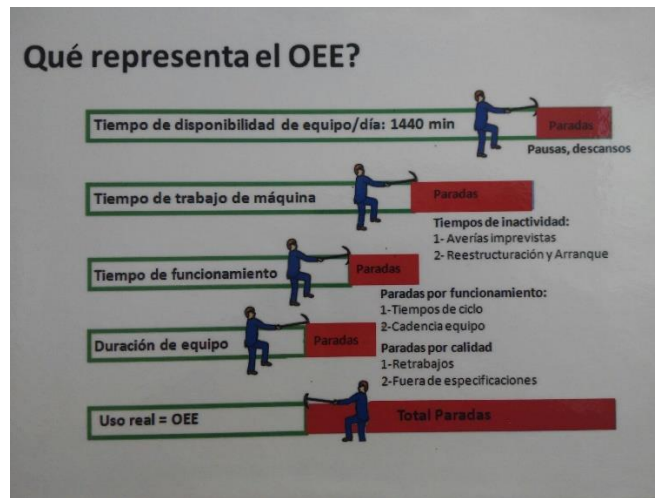 Qué representa el OEE?
Tiempo de disponibilidad de equipo/día: 1440 min
Paradas
Pausas, descansos
Tiempo de trabajo de máquina
Paradas
Tiempos de inactividad:
1- Averías imprevistas
2- Reestructuración y Arranque
Tiempo de funcionamiento
Paradas
Paradas por funcionamiento:
1-Tiempos de ciclo
2-Cadencia equipo
Duración de equipo
Paradas
Paradas por calidad
1-Retrabajos
2-Fuera de especificaciones
Uso real = OEE
Total Paradas